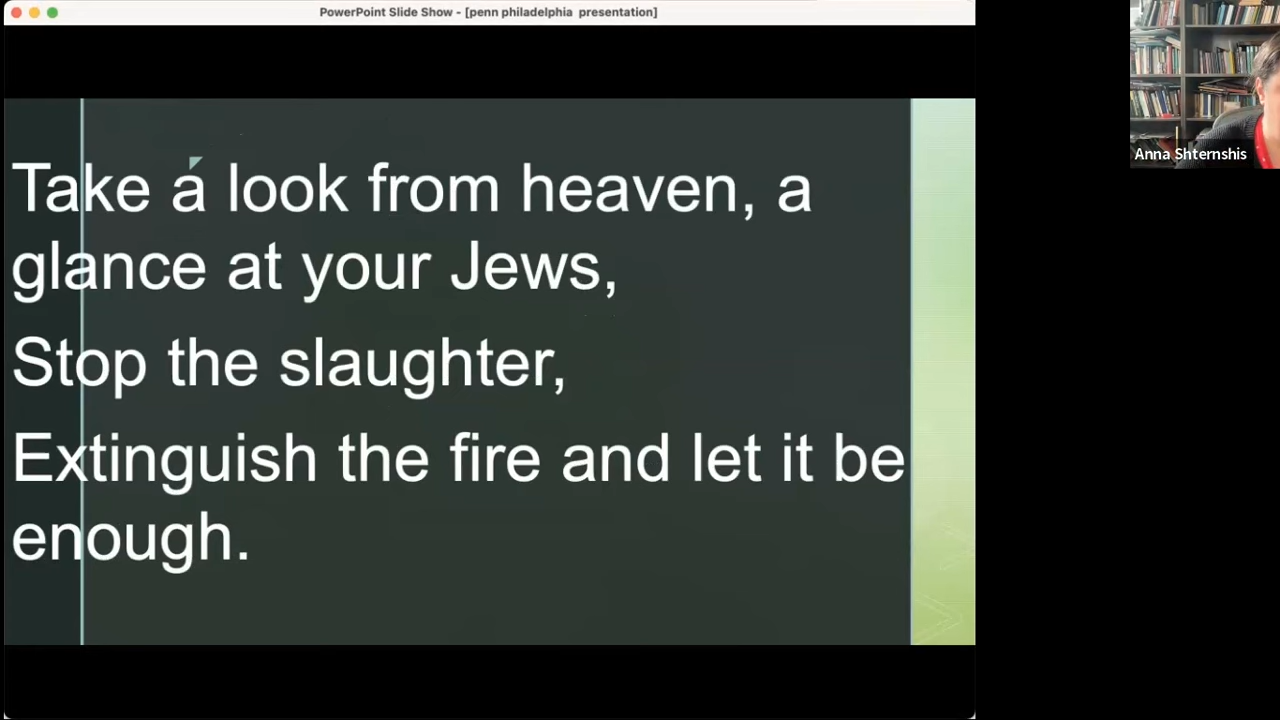 PowerPoint Slide Show - [penn philadelphia presentation]
Take a look from heaven, a
glance at your Jews,
Stop the slaughter,
Extinguish the fire and let it be
enough.
Anna Shternshis